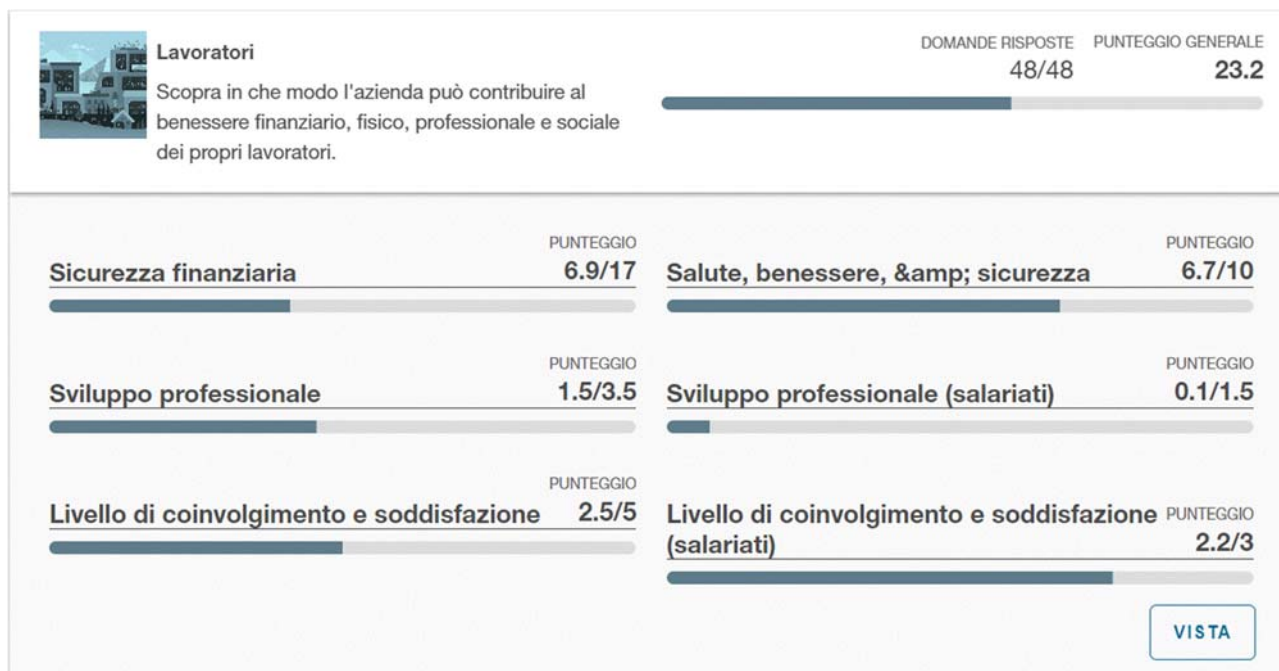 Lavoratori
Scopra in che modo l'azienda può contribuire al
benessere finanziario, fisico, professionale e sociale
dei propri lavoratori.
DOMANDE RISPOSTE
48/48
PUNTEGGIO GENERALE
23.2
Sicurezza finanziaria
PUNTEGGIO
6.9/17
Salute, benessere, &amp; sicurezza
PUNTEGGIO
6.7/10
Sviluppo professionale
PUNTEGGIO
1.5/3.5
Sviluppo professionale (salariati)
PUNTEGGIO
0.1/1.5
Livello di coinvolgimento e soddisfazione
PUNTEGGIO
2.5/5
Livello di coinvolgimento e soddisfazione
(salariati)
PUNTEGGIO
2.2/3
VISTA